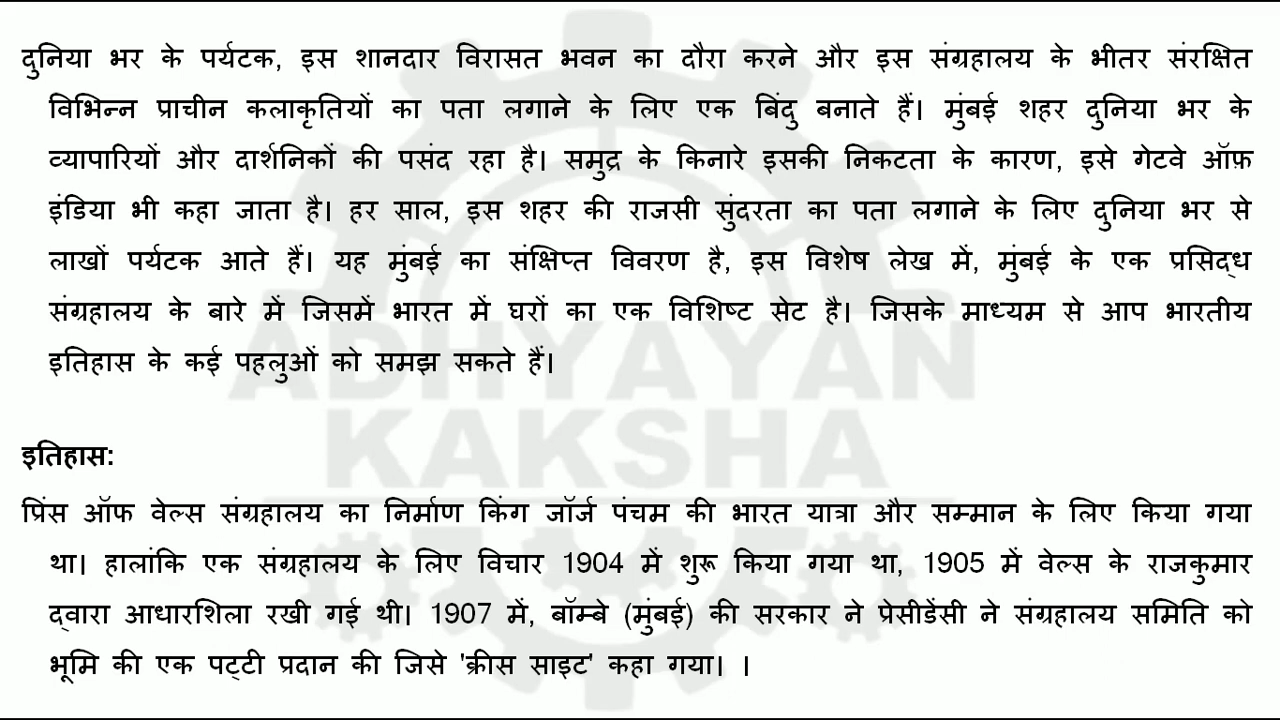 दुनिया भर के पर्यटक, इस शानदार विरासत भवन का दौरा करने और इस संग्रहालय के भीतर संरक्षित
विभिन्न प्राचीन कलाकृतियों का पता लगाने के लिए एक बिंदु बनाते हैं। मुंबई शहर दुनिया भर के
व्यापारियों और दार्शनिकों की पसंद रहा है। समुद्र के किनारे इसकी निकटता के कारण, इसे गेटवे ऑफ़
इंडिया भी कहा जाता है। हर साल, इस शहर की राजसी सुंदरता का पता लगाने के लिए दुनिया भर से
लाखों पर्यटक आते हैं। यह मुंबई का संक्षिप्त विवरण है, इस विशेष लेख में, मुंबई के एक प्रसिद्ध
संग्रहालय के बारे में जिसमें भारत में घरों का एक विशिष्ट सेट है। जिसके माध्यम से आप भारतीय
इतिहास के कई पहलुओं को समझ सकते हैं।
ADHYAYAN
KAKSHA
इतिहास:
प्रिंस ऑफ वेल्स संग्रहालय का निर्माण किंग जॉर्ज पंचम की भारत यात्रा और सम्मान के लिए किया गया
था। हालांकि एक संग्रहालय के लिए विचार 1904 में शुरू किया गया था, 1905 में वेल्स के राजकुमार
द्वारा आधारशिला रखी गई थी। 1907 में, बॉम्बे (मुंबई) की सरकार ने प्रेसीडेंसी ने संग्रहालय समिति को
भूमि की एक पट्टी प्रदान की जिसे 'क्रीस साइट' कहा गया। ।